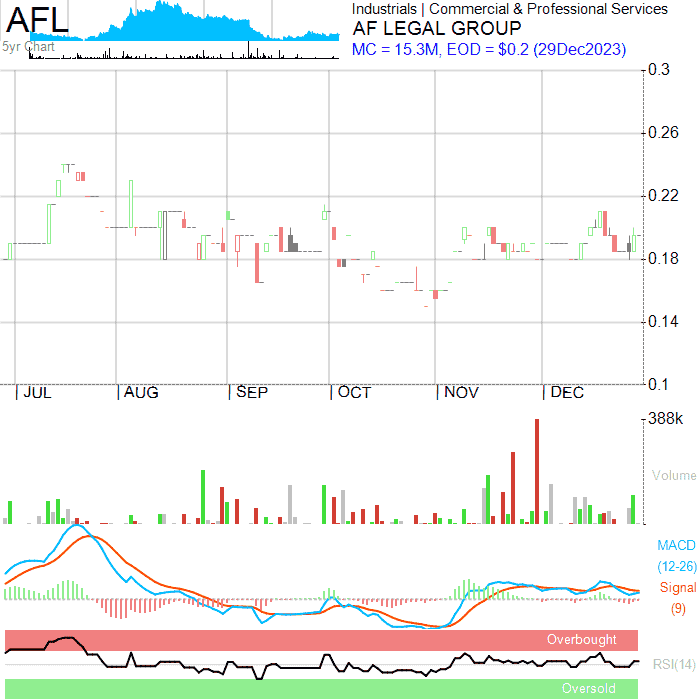 AFL
5yr Chart
Industrials | Commercial & Professional Services
AF LEGAL GROUP
MC = 15.3M, EOD = $0.2 (29Dec2023)
0.3
0.26
0.22
0.18
0.14
0.1
JUL AUG SEP OCT NOV DEC
388k
Volume
MACD
(12-26)
Signal
(9)
Overbought
RSI(14)
Oversold